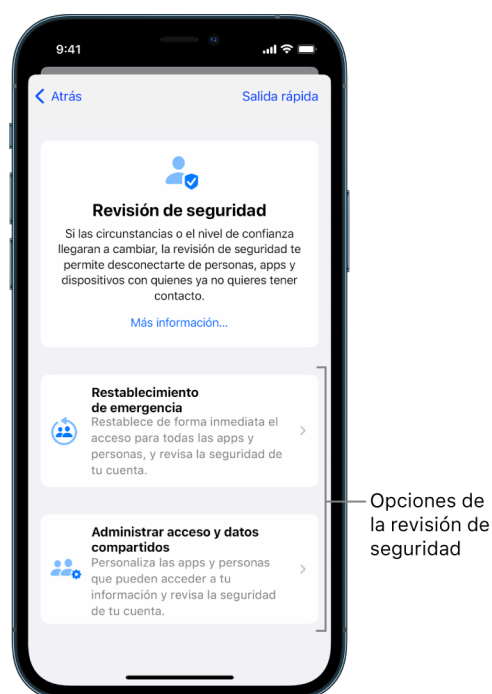 9:41
Atrás
Salida rápida
Revisión de seguridad
Si las circunstancias o el nivel de confianza
llegaran a cambiar, la revisión de seguridad te
permite desconectarte de personas, apps y
dispositivos con quienes ya no quieres tener
contacto.
Más información...
Restablecimiento
de emergencia
Restablece de forma inmediata el
acceso para todas las apps y
personas, y revisa la seguridad de
tu cuenta.
Administrar acceso y datos
compartidos
Personaliza las apps y personas
que pueden acceder a tu
información y revisa la seguridad
de tu cuenta.
Opciones de
la revisión de
seguridad